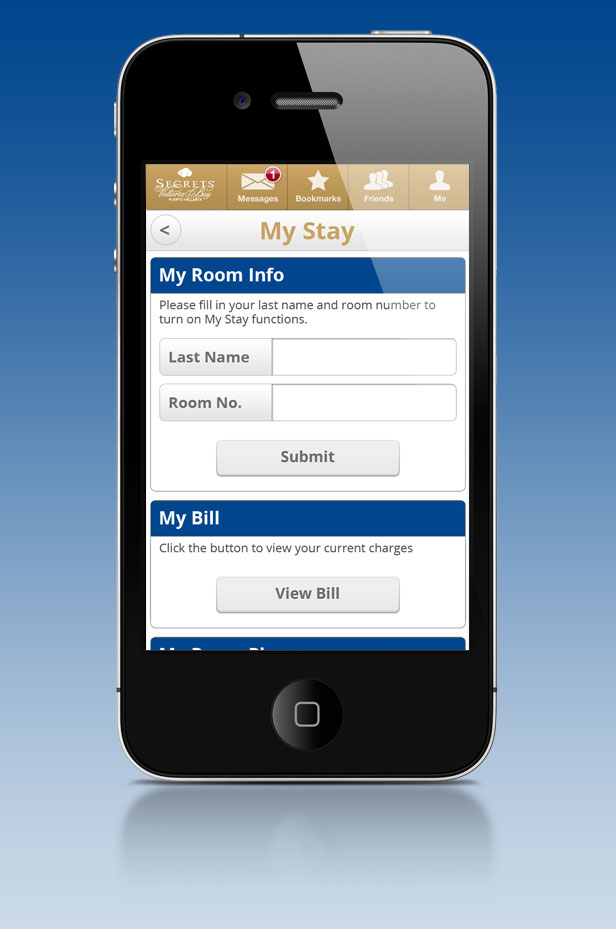 SECRETS
Vallarta Bay
PUERTO VALLARTA
1
Messages
Bookmarks
Friends
Me
<
My Stay
My Room Info
Please fill in your last name and room number to
turn on My Stay functions.
Last Name
Room No.
Submit
My Bill
Click the button to view your current charges
View Bill